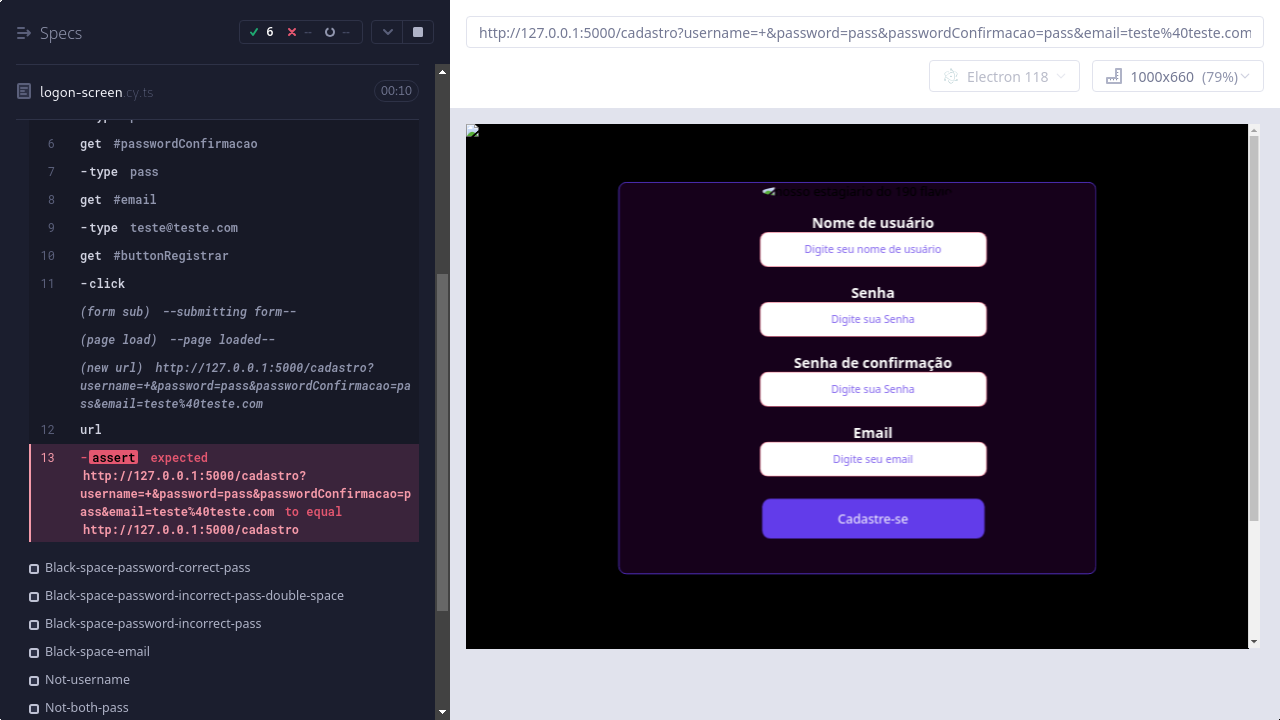 Specs
6
--
--
logon-screen.cy.ts
00:10
6 get #passwordConfirmacao
7 -type pass
8 get #email
9 -type teste@teste.com
10 get #buttonRegistrar
11 -click
(form sub) --submitting form--
(page load) --page loaded--
(new url) http://127.0.0.1:5000/cadastro?
username=+&password=pass&passwordConfirmacao=pa
ss&email=teste%40teste.com
12 url
13 -assert expected
http://127.0.0.1:5000/cadastro?
username=+&password=pass&passwordConfirmacao=p
ass&email=teste%40teste.com to equal
http://127.0.0.1:5000/cadastro
Black-space-password-correct-pass
Black-space-password-incorrect-pass-double-space
Black-space-password-incorrect-pass
Black-space-email
Not-username
Not-both-pass
http://127.0.0.1:5000/cadastro?username=+&password=pass&passwordConfirmacao=pass&email=teste%40teste.com
Electron 118
1000x660 (79%)
Nome de usuário
Digite seu nome de usuário
Senha
Digite sua Senha
Senha de confirmação
Digite sua Senha
Email
Digite seu email
Cadastre-se